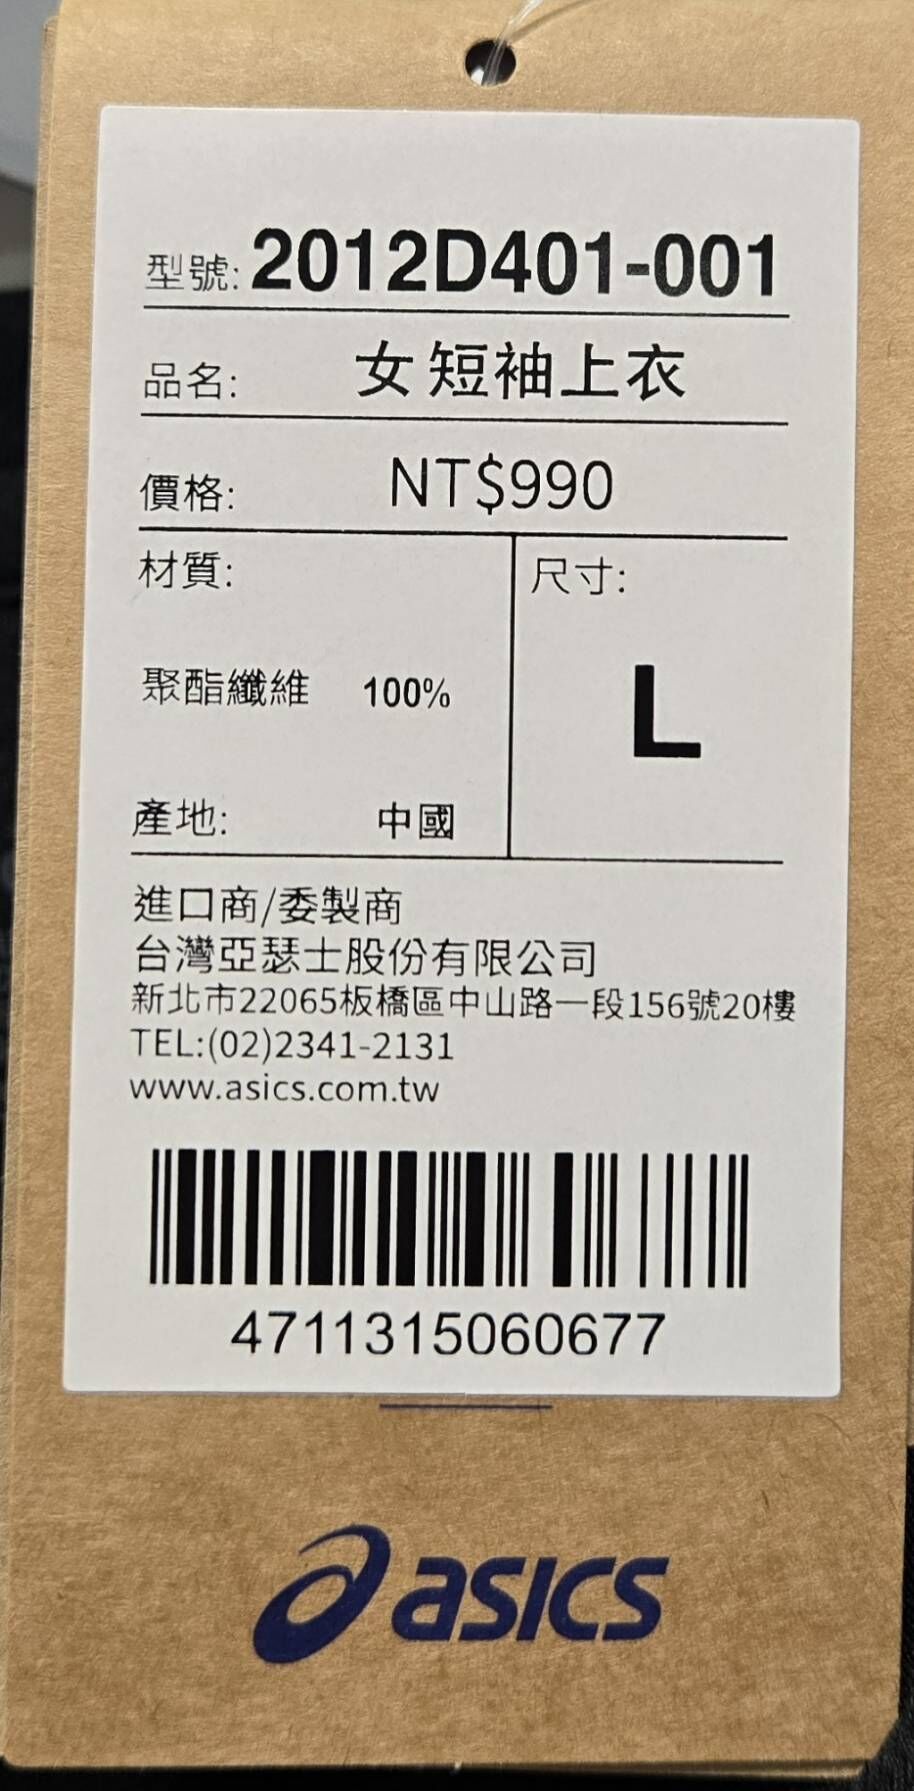 型號: 2012D401-001
品名: 女短袖上衣
價格: NT$990
材質:
聚酯纖維 100%
尺寸:
L
產地: 中國
進口商/委製商
台灣亞瑟士股份有限公司
新北市22065板橋區中山路一段156號20樓
TEL:(02)2341-2131
www.asics.com.tw
4711315060677
asics